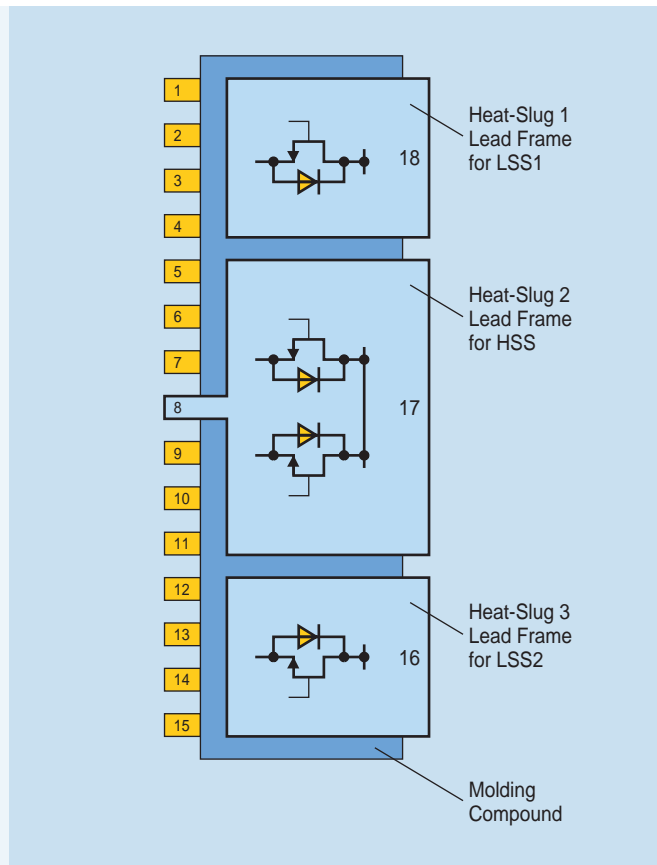 1
2
3
4
5
6
7
8
9
10
11
12
13
14
15
18
Heat-Slug 1
Lead Frame
for LSS1
17
Heat-Slug 2
Lead Frame
for HSS
16
Heat-Slug 3
Lead Frame
for LSS2
Molding
Compound